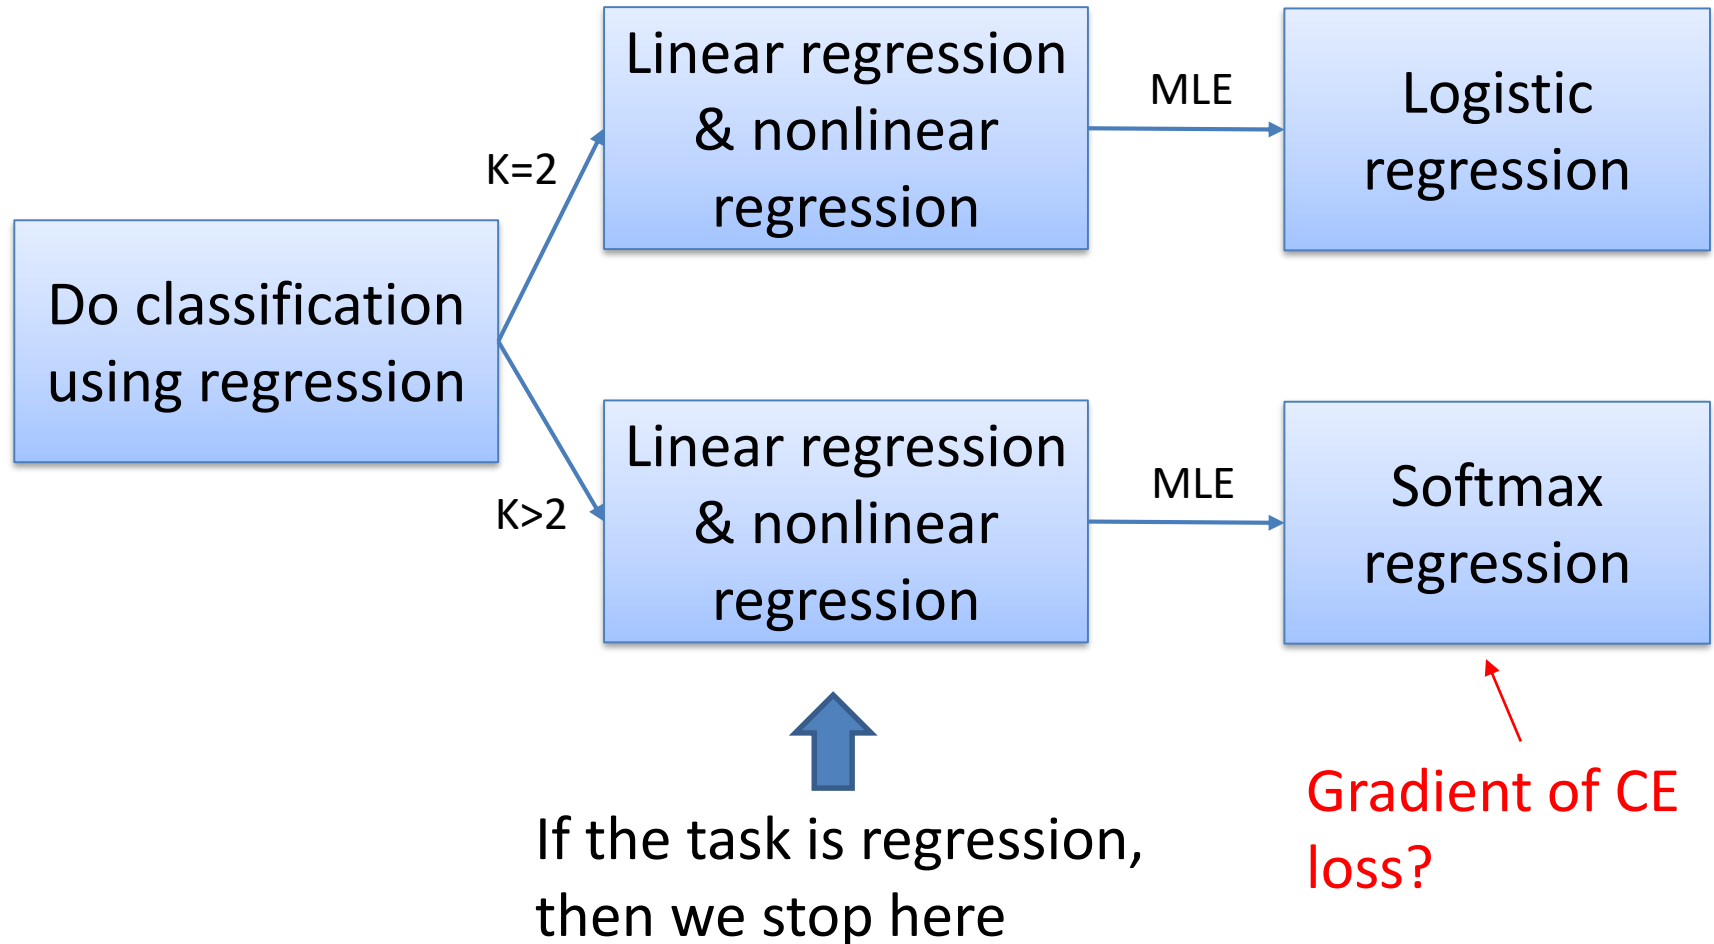 Do classification
using regression
K=2
Linear regression
& nonlinear
regression
MLE
Logistic
regression
K>2
Linear regression
& nonlinear
regression
MLE
Softmax
regression
If the task is regression,
then we stop here
Gradient of CE
loss?